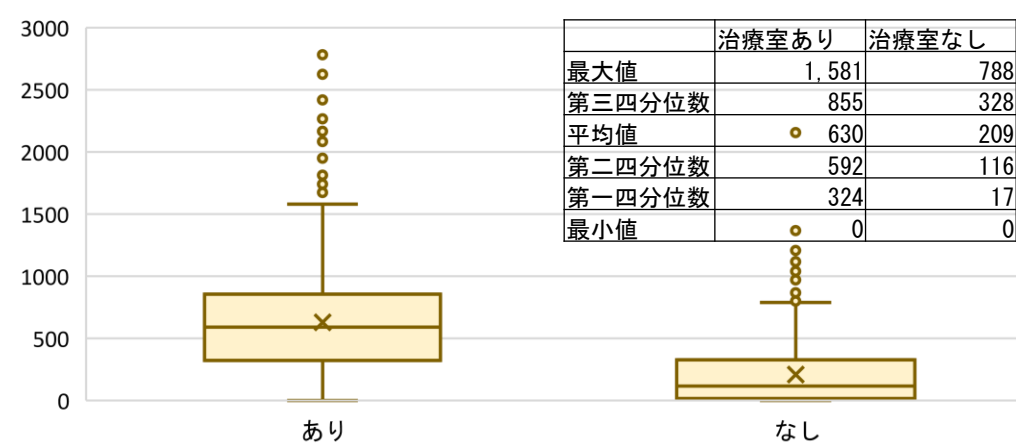 3000
2500
2000
1500
1000
500
0
治療室あり 治療室なし
最大値 1,581 788
第三四分位数 855 328
平均値 630 209
第二四分位数 592 116
第一四分位数 324 17
最小値 0 0
あり なし